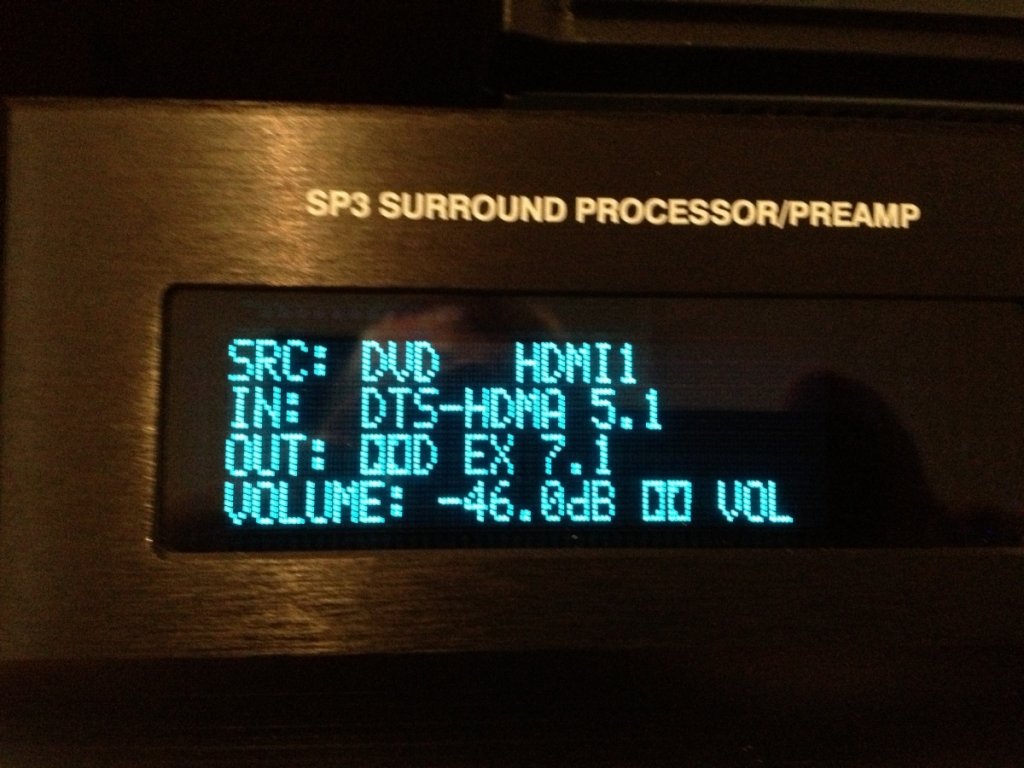 SP3 SURROUND PROCESSOR/PREAMP
SRC: DVD HDMI1
IN: DTS-HDMA 5.1
OUT: ▯▯D EX 7.1
VOLUME: -46.0dB ▯▯ VOL